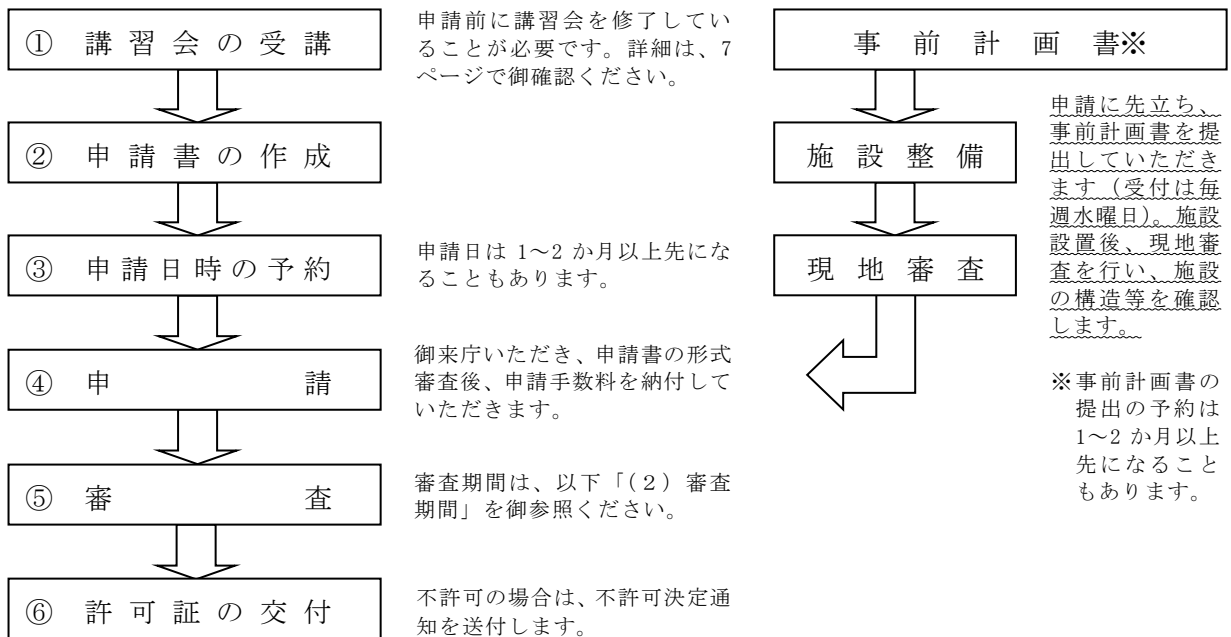 ① 講習会の受講
申請前に講習会を修了してい
ることが必要です。詳細は、7
ページで御確認ください。
② 申請書の作成
③ 申請日時の予約
申請日は 1～2 か月以上先にな
ることもあります。
④ 申請
御来庁いただき、申請書の形式
審査後、申請手数料を納付して
いただきます。
⑤ 審査
審査期間は、以下「(２) 審査
期間」を御参照ください。
⑥ 許可証の交付
不許可の場合は、不許可決定通
知を送付します。
事前計画書※
施設整備
現地審査
申請に先立ち、
事前計画書を提
出していただき
ます（受付は毎
週水曜日）。施設
設置後、現地審
査を行い、施設
の構造等を確認
します。
※事前計画書の
提出の予約は
1～2 か月以上
先になること
もあります。